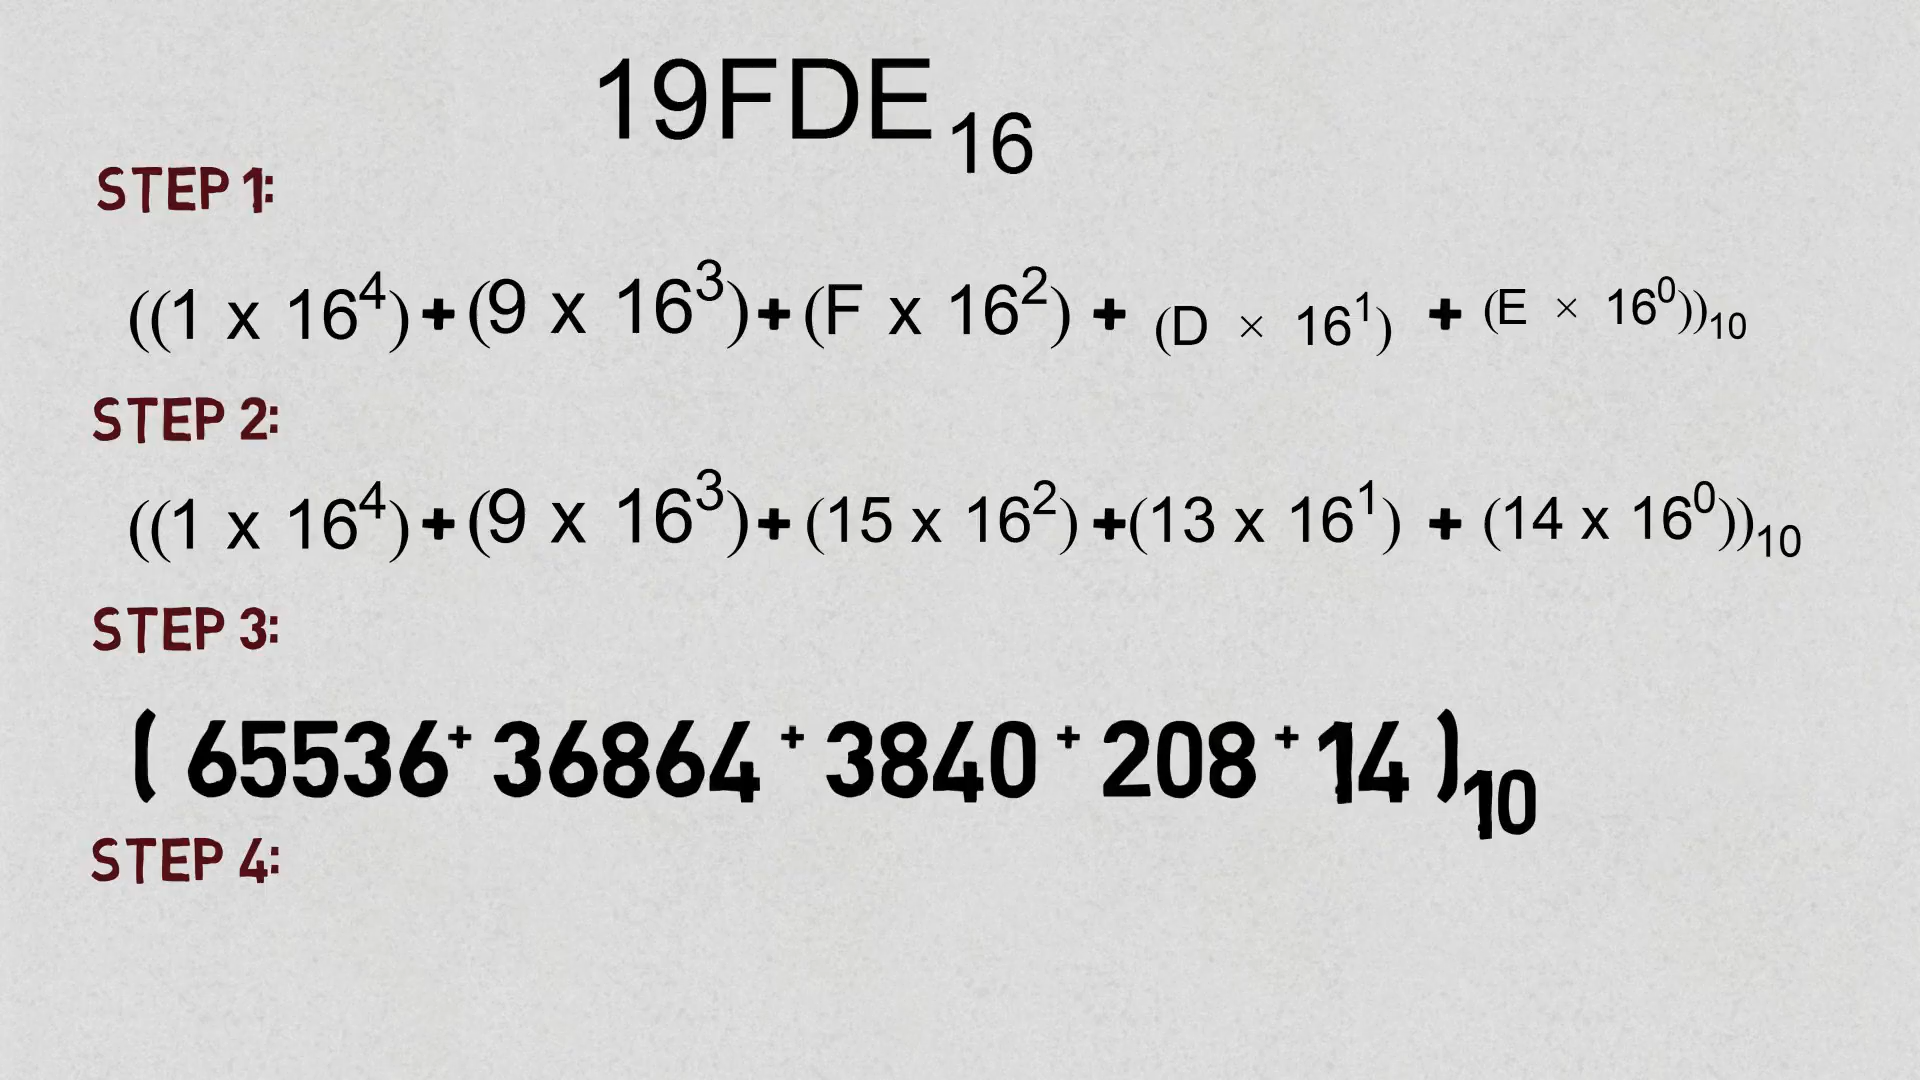 19FDE₁₆
STEP 1:
((1 x 16⁴) + (9 x 16³) + (F x 16²) + (D × 16¹) + (E × 16⁰))₁₀
STEP 2:
((1 x 16⁴) + (9 x 16³) + (15 x 16²) + (13 x 16¹) + (14 x 16⁰))₁₀
STEP 3:
( 65536 + 36864 + 3840 + 208 + 14 )₁₀
STEP 4: